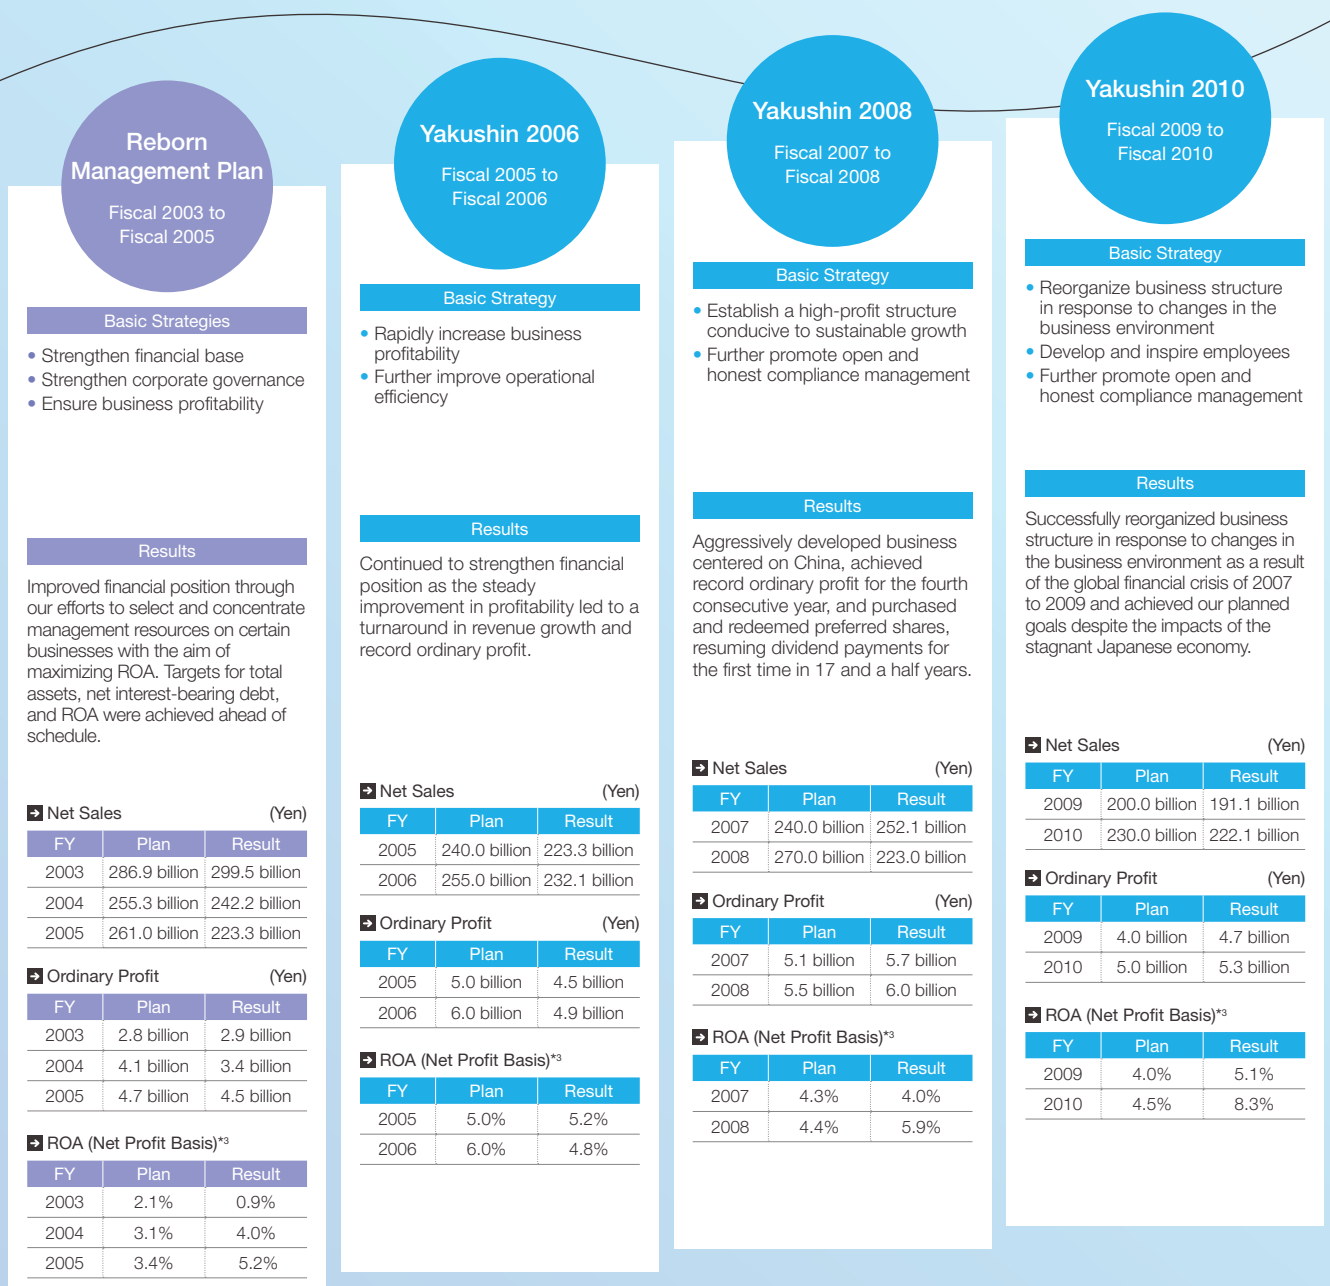 Reborn
Management Plan
Fiscal 2003 to
Fiscal 2005
Basic Strategies
• Strengthen financial base
• Strengthen corporate governance
• Ensure business profitability
Results
Improved financial position through
our efforts to select and concentrate
management resources on certain
businesses with the aim of
maximizing ROA. Targets for total
assets, net interest-bearing debt,
and ROA were achieved ahead of
schedule.
Net Sales (Yen)
FY Plan Result
2003 286.9 billion 299.5 billion
2004 255.3 billion 242.2 billion
2005 261.0 billion 223.3 billion
Ordinary Profit (Yen)
FY Plan Result
2003 2.8 billion 2.9 billion
2004 4.1 billion 3.4 billion
2005 4.7 billion 4.5 billion
ROA (Net Profit Basis)*3
FY Plan Result
2003 2.1% 0.9%
2004 3.1% 4.0%
2005 3.4% 5.2%
Yakushin 2006
Fiscal 2005 to
Fiscal 2006
Basic Strategy
• Rapidly increase business
profitability
• Further improve operational
efficiency
Results
Continued to strengthen financial
position as the steady
improvement in profitability led to a
turnaround in revenue growth and
record ordinary profit.
Net Sales (Yen)
FY Plan Result
2005 240.0 billion 223.3 billion
2006 255.0 billion 232.1 billion
Ordinary Profit (Yen)
FY Plan Result
2005 5.0 billion 4.5 billion
2006 6.0 billion 4.9 billion
ROA (Net Profit Basis)*3
FY Plan Result
2005 5.0% 5.2%
2006 6.0% 4.8%
Yakushin 2008
Fiscal 2007 to
Fiscal 2008
Basic Strategy
• Establish a high-profit structure
conducive to sustainable growth
• Further promote open and
honest compliance management
Results
Aggressively developed business
centered on China, achieved
record ordinary profit for the fourth
consecutive year, and purchased
and redeemed preferred shares,
resuming dividend payments for
the first time in 17 and a half years.
Net Sales (Yen)
FY Plan Result
2007 240.0 billion 252.1 billion
2008 270.0 billion 223.0 billion
Ordinary Profit (Yen)
FY Plan Result
2007 5.1 billion 5.7 billion
2008 5.5 billion 6.0 billion
ROA (Net Profit Basis)*3
FY Plan Result
2007 4.3% 4.0%
2008 4.4% 5.9%
Yakushin 2010
Fiscal 2009 to
Fiscal 2010
Basic Strategy
• Reorganize business structure
in response to changes in the
business environment
• Develop and inspire employees
• Further promote open and
honest compliance management
Results
Successfully reorganized business
structure in response to changes in
the business environment as a result
of the global financial crisis of 2007
to 2009 and achieved our planned
goals despite the impacts of the
stagnant Japanese economy.
Net Sales (Yen)
FY Plan Result
2009 200.0 billion 191.1 billion
2010 230.0 billion 222.1 billion
Ordinary Profit (Yen)
FY Plan Result
2009 4.0 billion 4.7 billion
2010 5.0 billion 5.3 billion
ROA (Net Profit Basis)*3
FY Plan Result
2009 4.0% 5.1%
2010 4.5% 8.3%